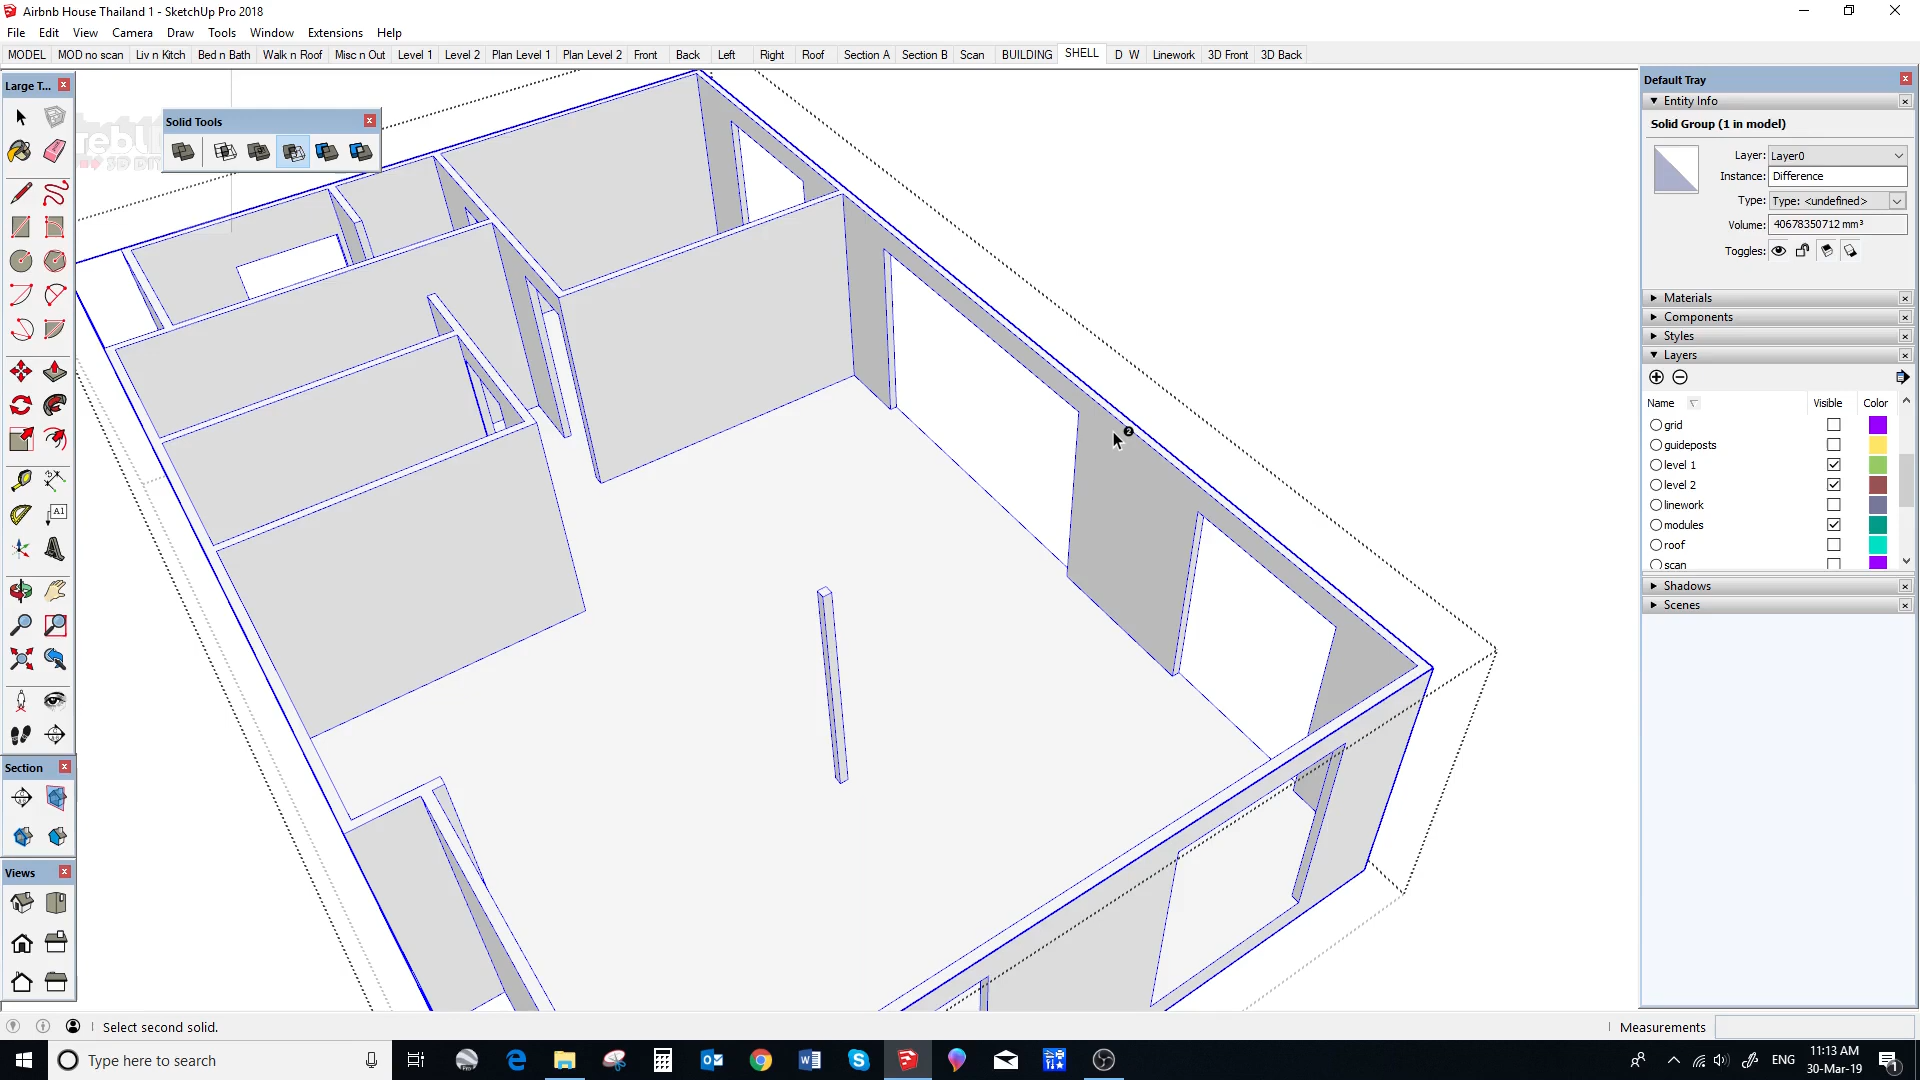 Airbnb House Thailand 1 - SketchUp Pro 2018
File Edit View Camera Draw Tools Window Extensions Help
MODEL MOD no scan Liv n Kitch Bed n Bath Walk n Roof Misc n Out Level 1 Level 2 Plan Level 1 Plan Level 2 Front Back Left Right Roof Section A Section B Scan BUILDING SHELL D W Linework 3D Front 3D Back
Large T...
Solid Tools
A1
Section
Views
Default Tray
Entity Info
Solid Group (1 in model)
Layer: Layer0
Instance: Difference
Type: Type: <undefined>
Volume: 40678350712 mm³
Toggles:
Materials
Components
Styles
Layers
Name Visible Color
grid
guideposts
level 1
level 2
linework
modules
roof
scan
Shadows
Scenes
2
Select second solid.
Measurements
Type here to search
ENG
11:13 AM
30-Mar-19
1